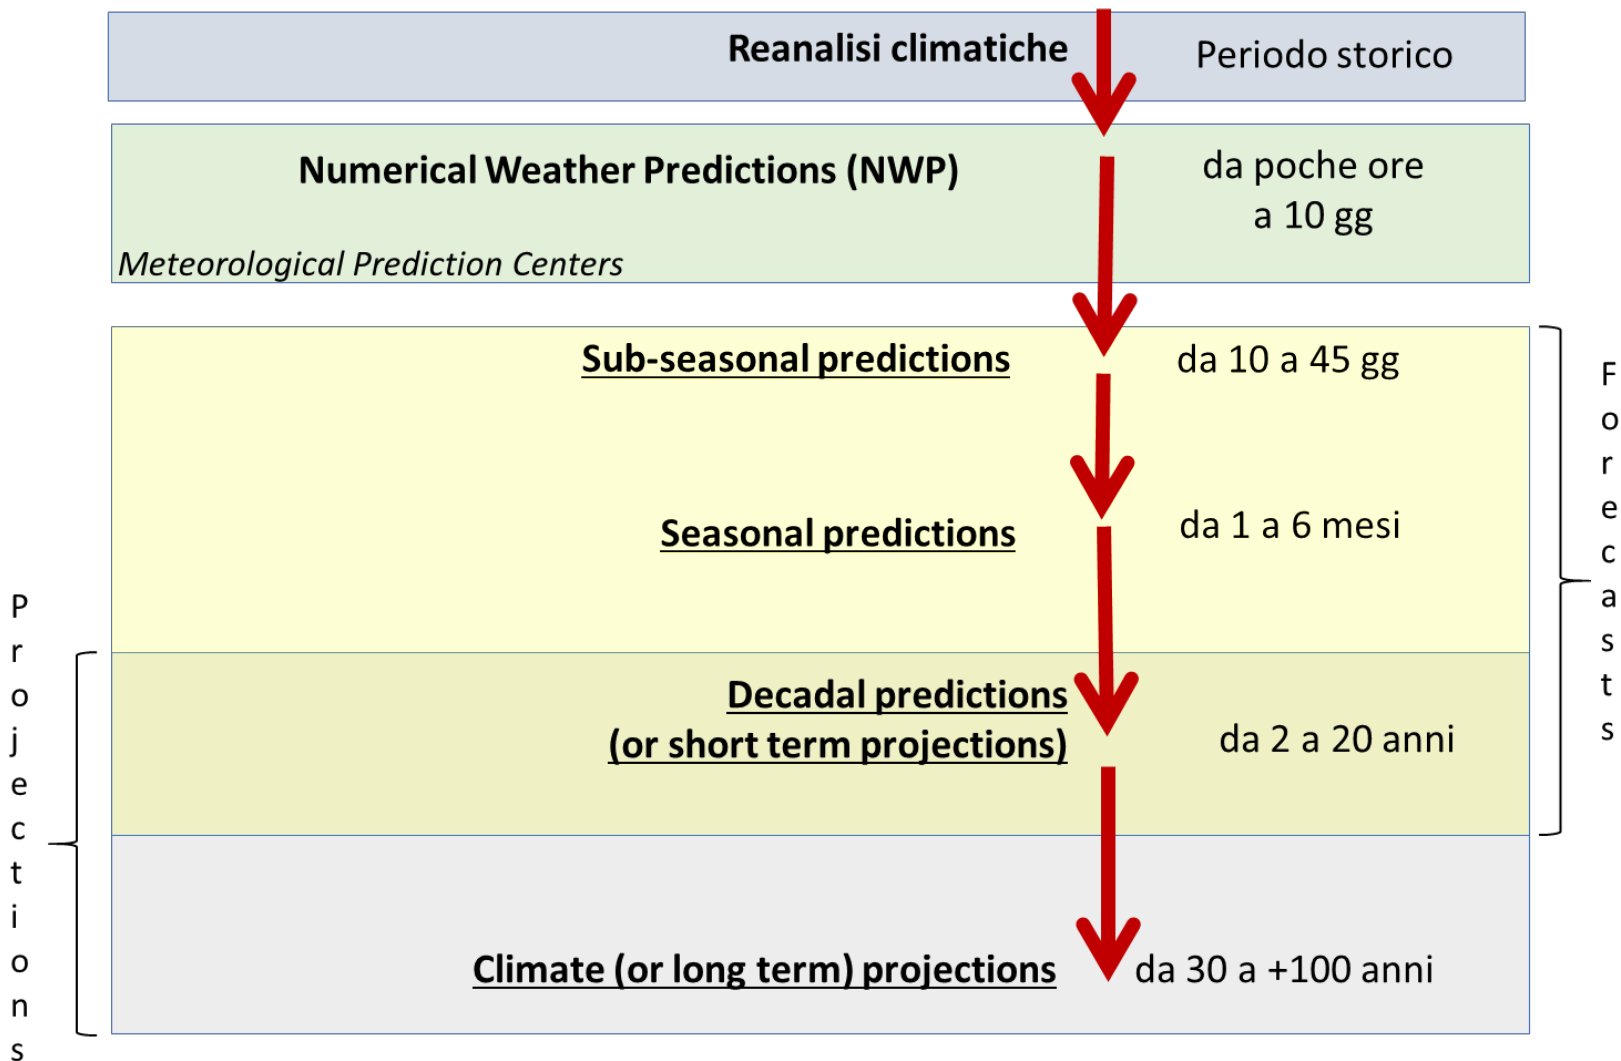 Reanalisi climatiche
Periodo storico
Numerical Weather Predictions (NWP)
da poche ore
a 10 gg
Meteorological Prediction Centers
Sub-seasonal predictions
da 10 a 45 gg
Seasonal predictions
da 1 a 6 mesi
Decadal predictions
(or short term projections)
da 2 a 20 anni
Climate (or long term) projections
da 30 a +100 anni
Projections
Forecasts